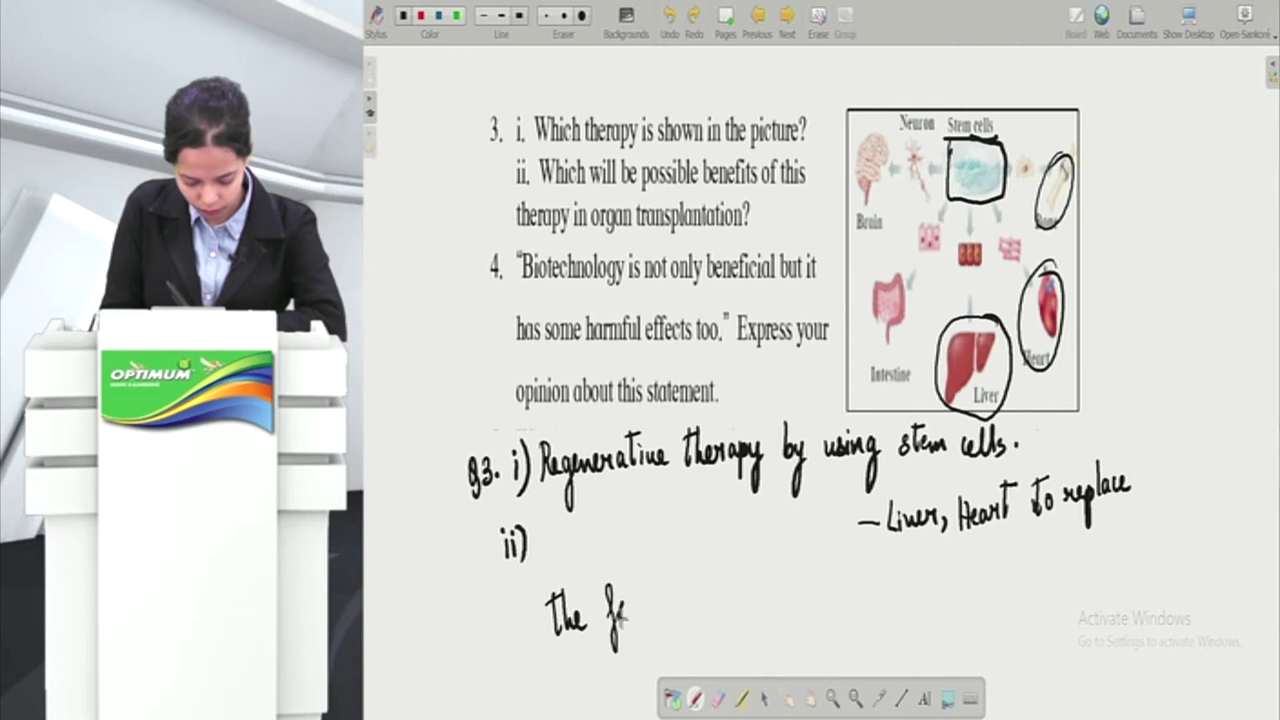 Stylus
Color
Line
Eraser
Backgrounds
Undo
Redo
Pages
Previous
Next
Erase
Group
Board
Web
Documents
Show Desktop
Open-Sankoré
3. i. Which therapy is shown in the picture?
ii. Which will be possible benefits of this
therapy in organ transplantation?
4. "Biotechnology is not only beneficial but it
has some harmful effects too." Express your
opinion about this statement.
Neuron Stem cells
Brain
Bone
Intestine
Heart
Liver
OPTIMUM
Q3. i) Regenerative therapy by using stem cells.
– Liver, Heart to replace
ii)
the
Activate Windows
Go to Settings to activate Windows.